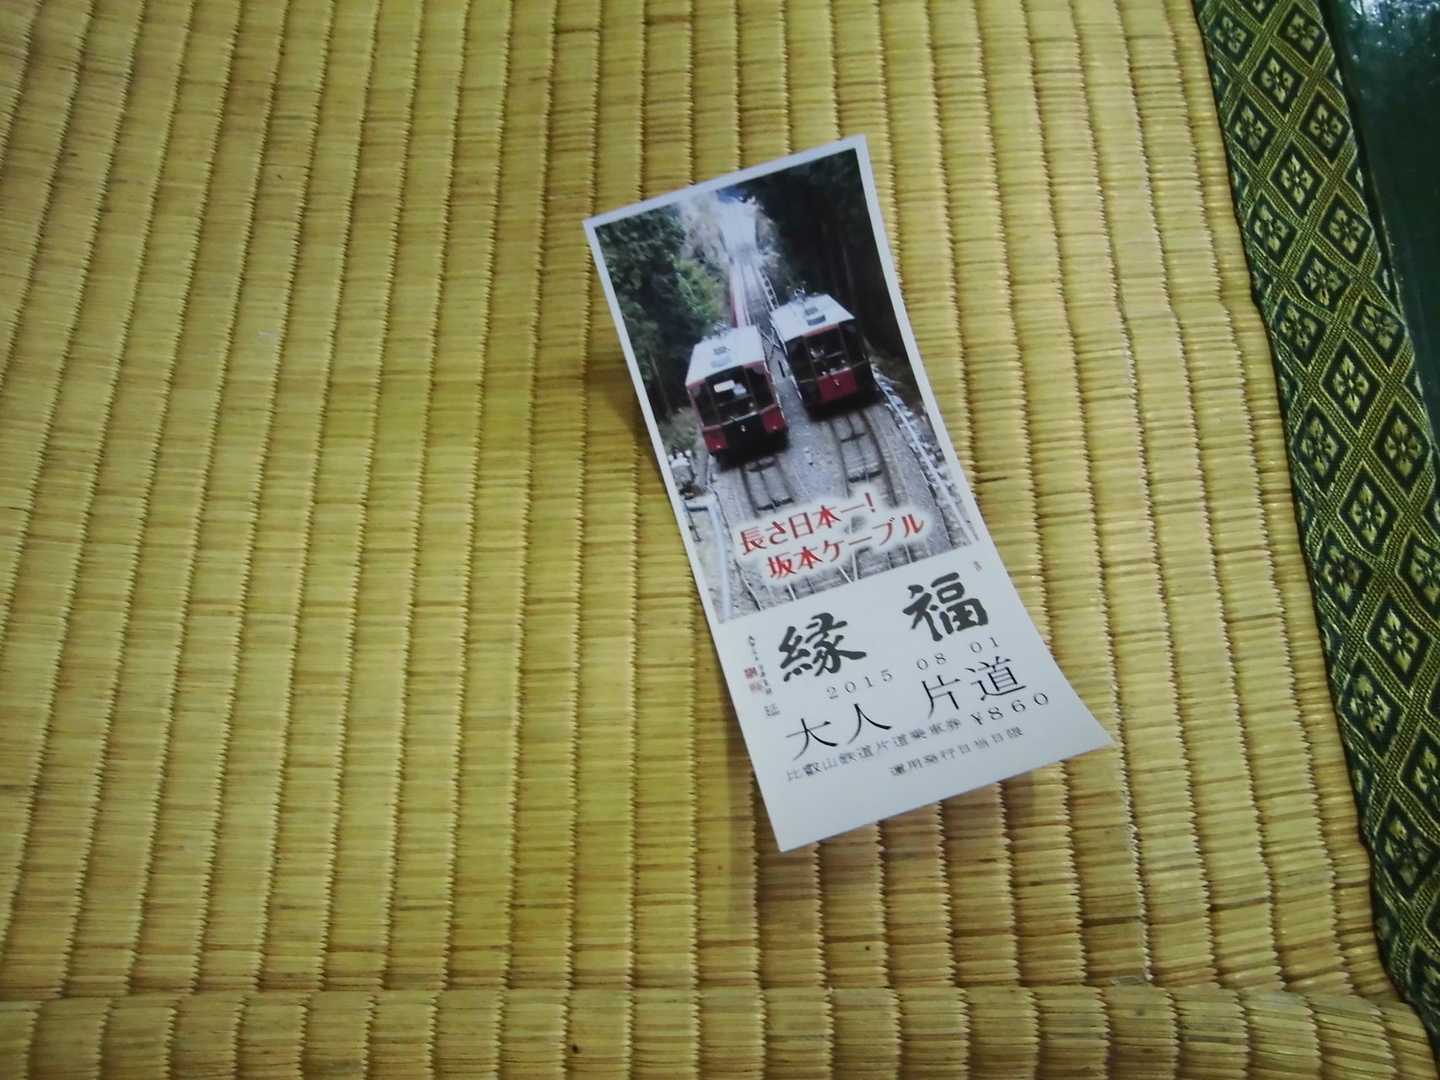 長さ日本一!
坂本ケーブル
福
縁
2015 08 01
大人 片道
比叡山鉄道片道乗車券 ¥860
通用発行日当日限